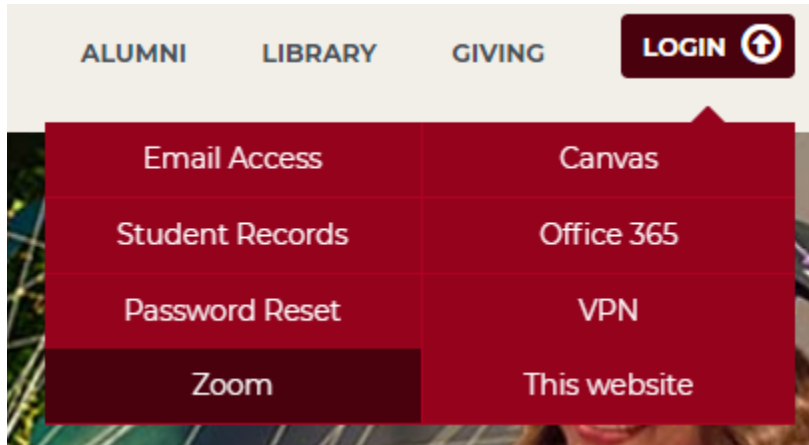 ALUMNI LIBRARY GIVING LOGIN
Email Access Canvas
Student Records Office 365
Password Reset VPN
Zoom This website